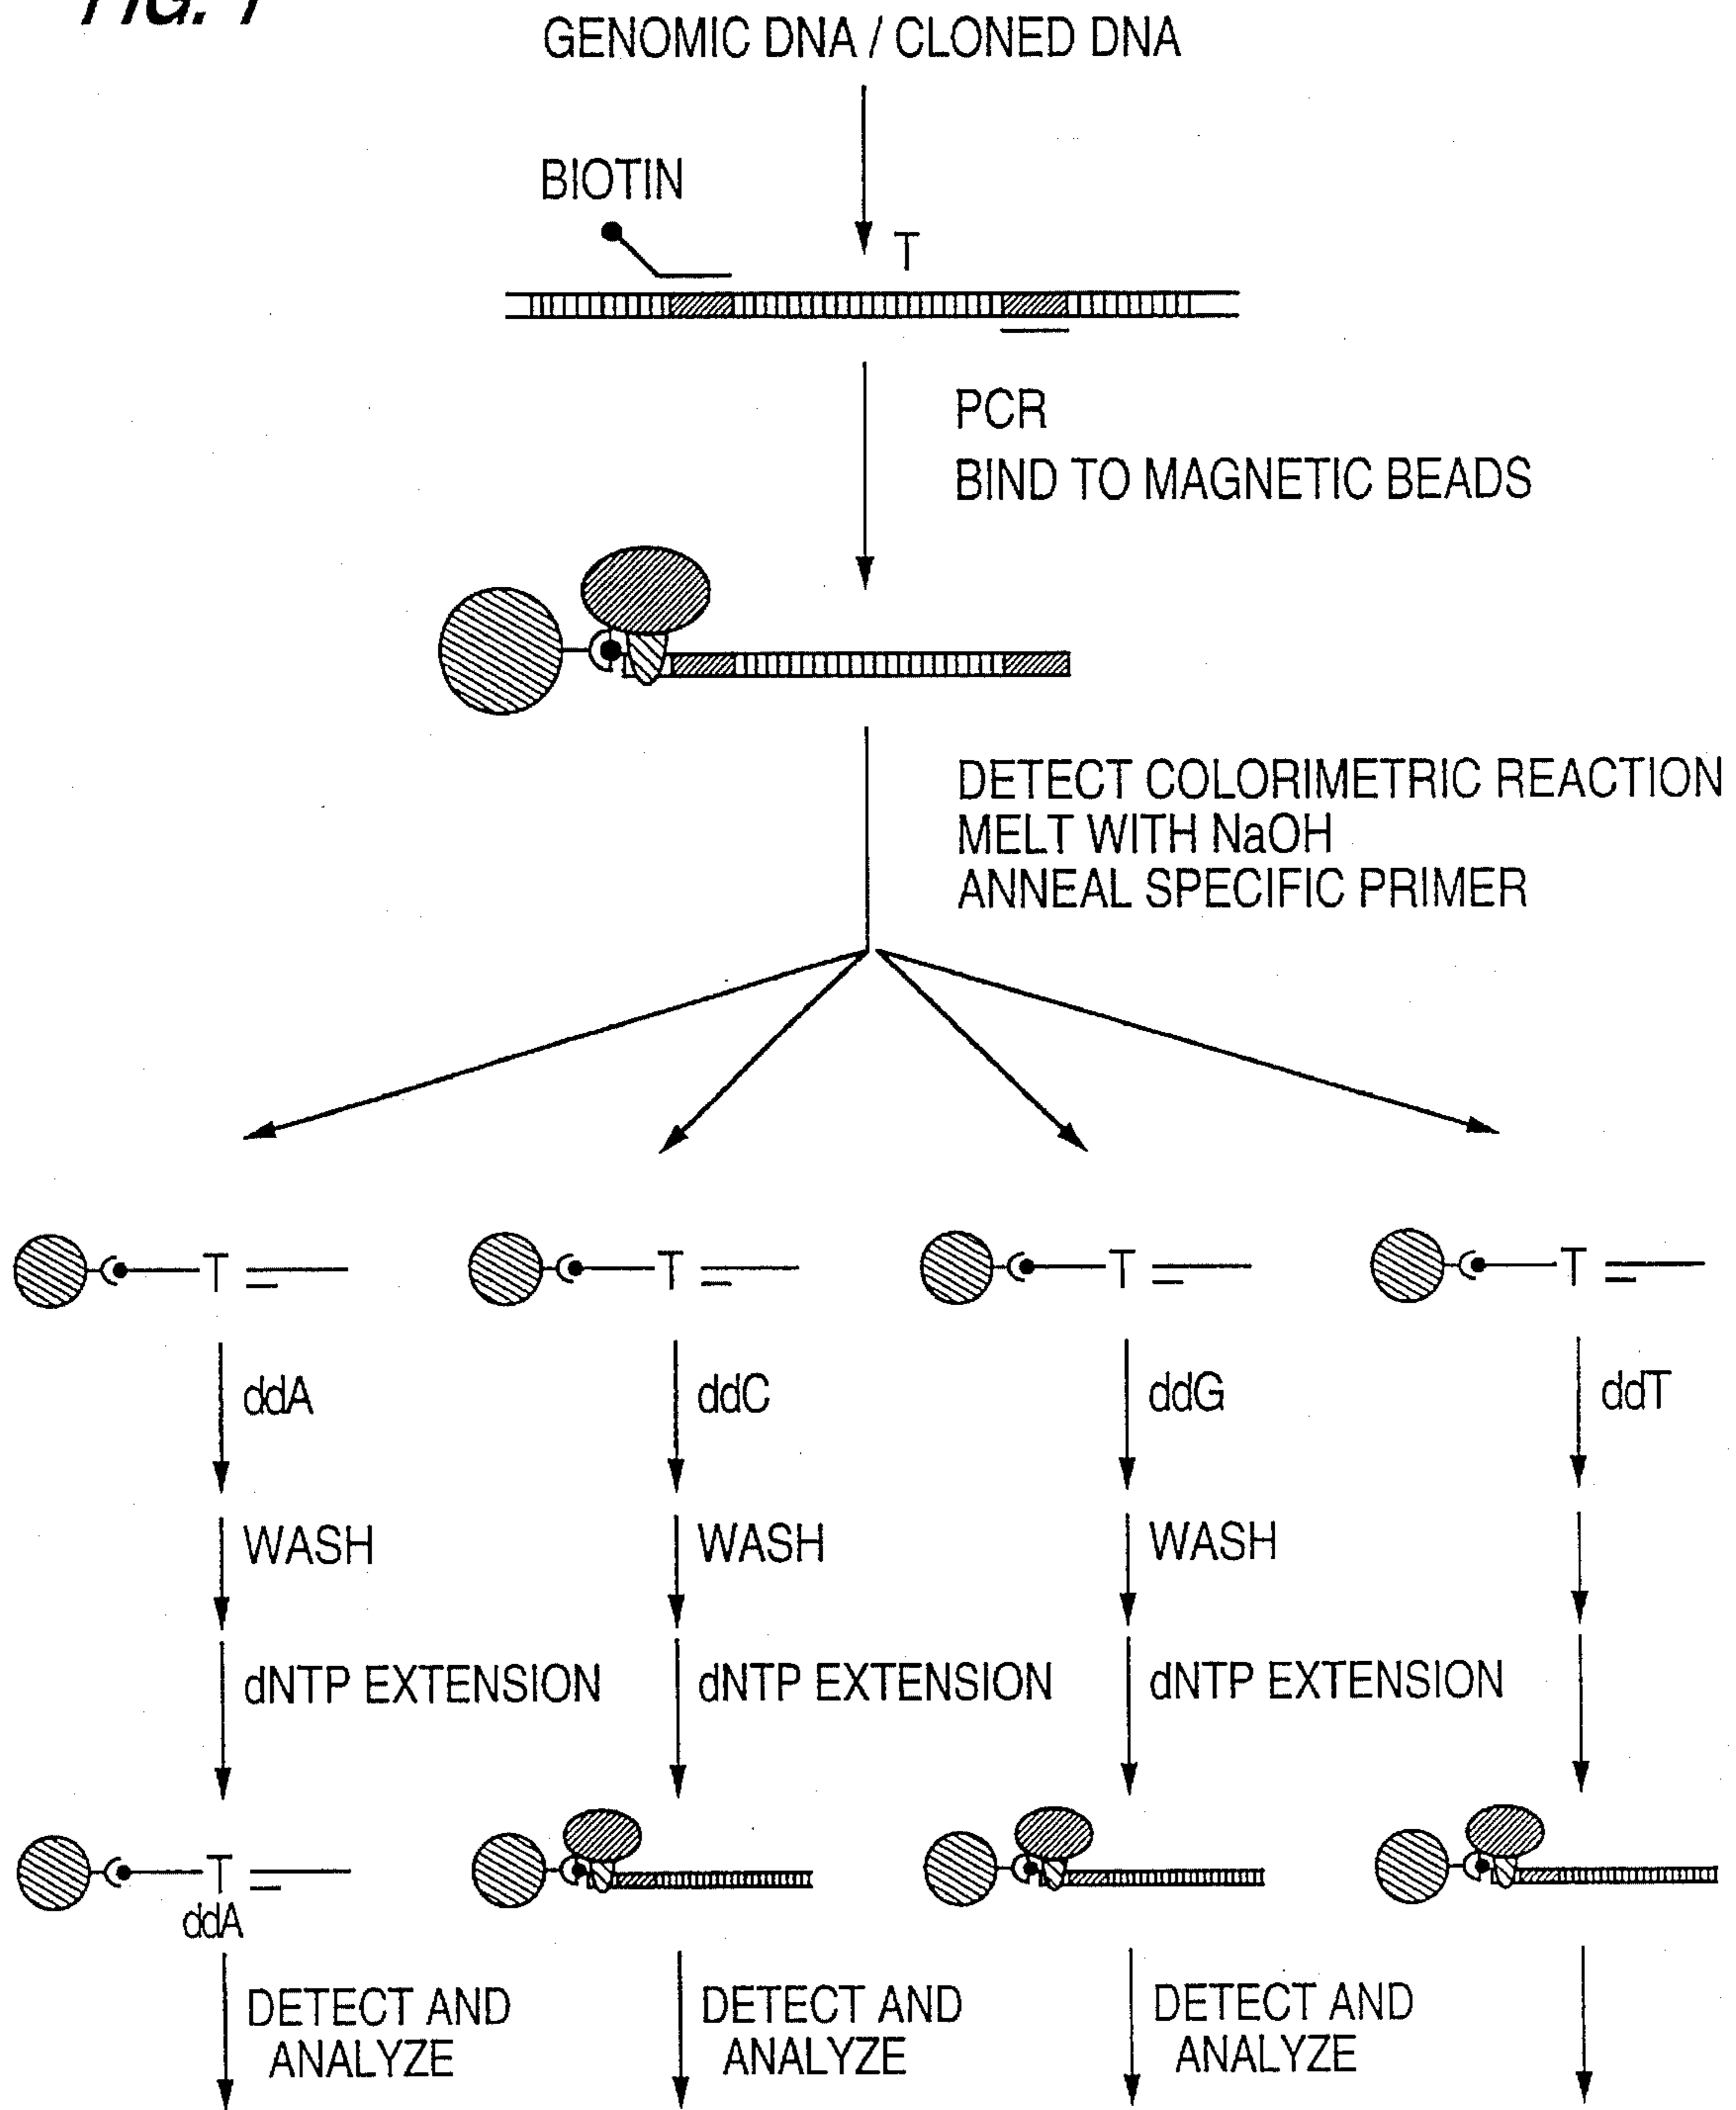 FIG. 1
GENOMIC DNA / CLONED DNA
BIOTIN
T
PCR
BIND TO MAGNETIC BEADS
DETECT COLORIMETRIC REACTION
MELT WITH NaOH
ANNEAL SPECIFIC PRIMER
T T T T
ddA ddC ddG ddT
WASH WASH WASH
dNTP EXTENSION dNTP EXTENSION dNTP EXTENSION
T
ddA
DETECT AND DETECT AND DETECT AND
ANALYZE ANALYZE ANALYZE